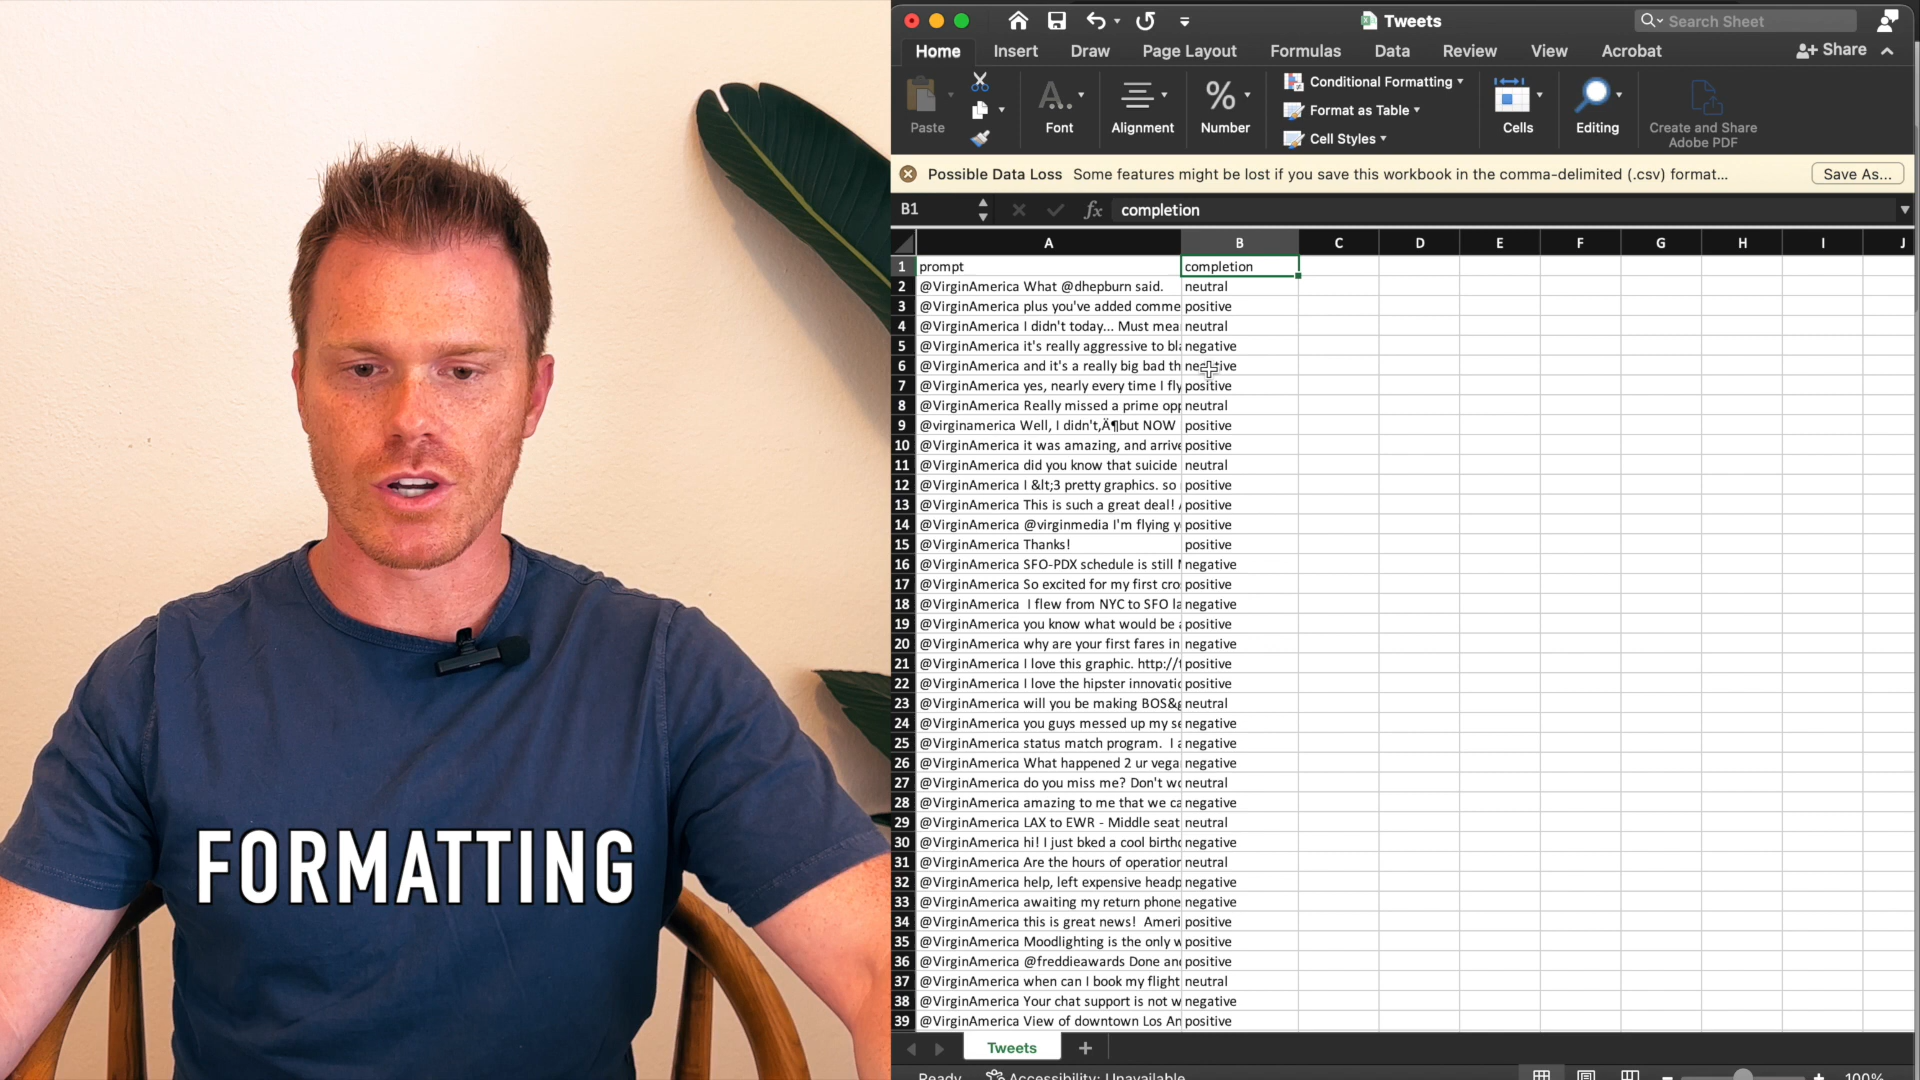 FORMATTING
Tweets
Search Sheet
Home Insert Draw Page Layout Formulas Data Review View Acrobat Share
Paste
Font
Alignment
%
Number
Conditional Formatting
Format as Table
Cell Styles
Cells
Editing
Create and Share
Adobe PDF
Possible Data Loss Some features might be lost if you save this workbook in the comma-delimited (.csv) format... Save As...
B1 fx completion
A B C D E F G H I J
1 prompt completion
2 @VirginAmerica What @dhepburn said. neutral
3 @VirginAmerica plus you've added comme positive
4 @VirginAmerica I didn't today... Must mea neutral
5 @VirginAmerica it's really aggressive to bla negative
6 @VirginAmerica and it's a really big bad th negative
7 @VirginAmerica yes, nearly every time I fly positive
8 @VirginAmerica Really missed a prime opp neutral
9 @virginamerica Well, I didn't‚Ä¶but NOW positive
10 @VirginAmerica it was amazing, and arrive positive
11 @VirginAmerica did you know that suicide neutral
12 @VirginAmerica I &lt;3 pretty graphics. so positive
13 @VirginAmerica This is such a great deal! A positive
14 @VirginAmerica @virginmedia I'm flying y positive
15 @VirginAmerica Thanks! positive
16 @VirginAmerica SFO-PDX schedule is still M negative
17 @VirginAmerica So excited for my first cro positive
18 @VirginAmerica I flew from NYC to SFO la negative
19 @VirginAmerica you know what would be a positive
20 @VirginAmerica why are your first fares in negative
21 @VirginAmerica I love this graphic. http://t positive
22 @VirginAmerica I love the hipster innovatio positive
23 @VirginAmerica will you be making BOS&g neutral
24 @VirginAmerica you guys messed up my se negative
25 @VirginAmerica status match program. I a negative
26 @VirginAmerica What happened 2 ur vega negative
27 @VirginAmerica do you miss me? Don't wo neutral
28 @VirginAmerica amazing to me that we ca negative
29 @VirginAmerica LAX to EWR - Middle seat neutral
30 @VirginAmerica hi! I just bked a cool birthd negative
31 @VirginAmerica Are the hours of operation neutral
32 @VirginAmerica help, left expensive headp negative
33 @VirginAmerica awaiting my return phone negative
34 @VirginAmerica this is great news! Ameri positive
35 @VirginAmerica Moodlighting is the only w positive
36 @VirginAmerica @freddieawards Done and positive
37 @VirginAmerica when can I book my flight neutral
38 @VirginAmerica Your chat support is not w negative
39 @VirginAmerica View of downtown Los An positive
Tweets +
Ready Accessibility: Unavailable 100%